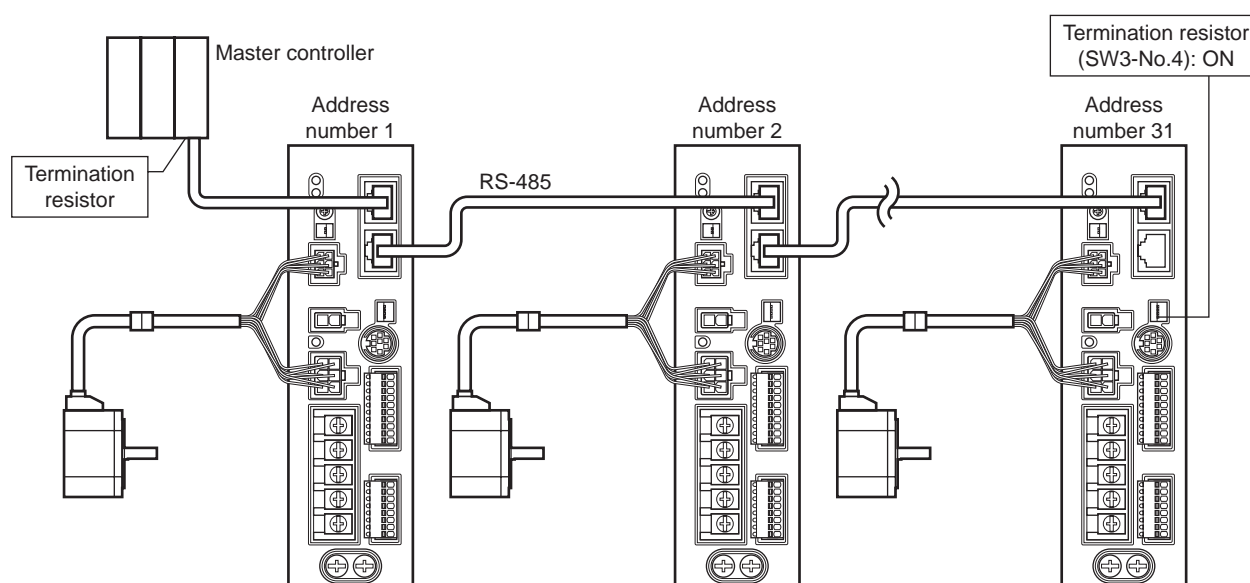 Master controller
Termination
resistor
Address
number 1
RS-485
Address
number 2
Address
number 31
Termination resistor
(SW3-No.4): ON